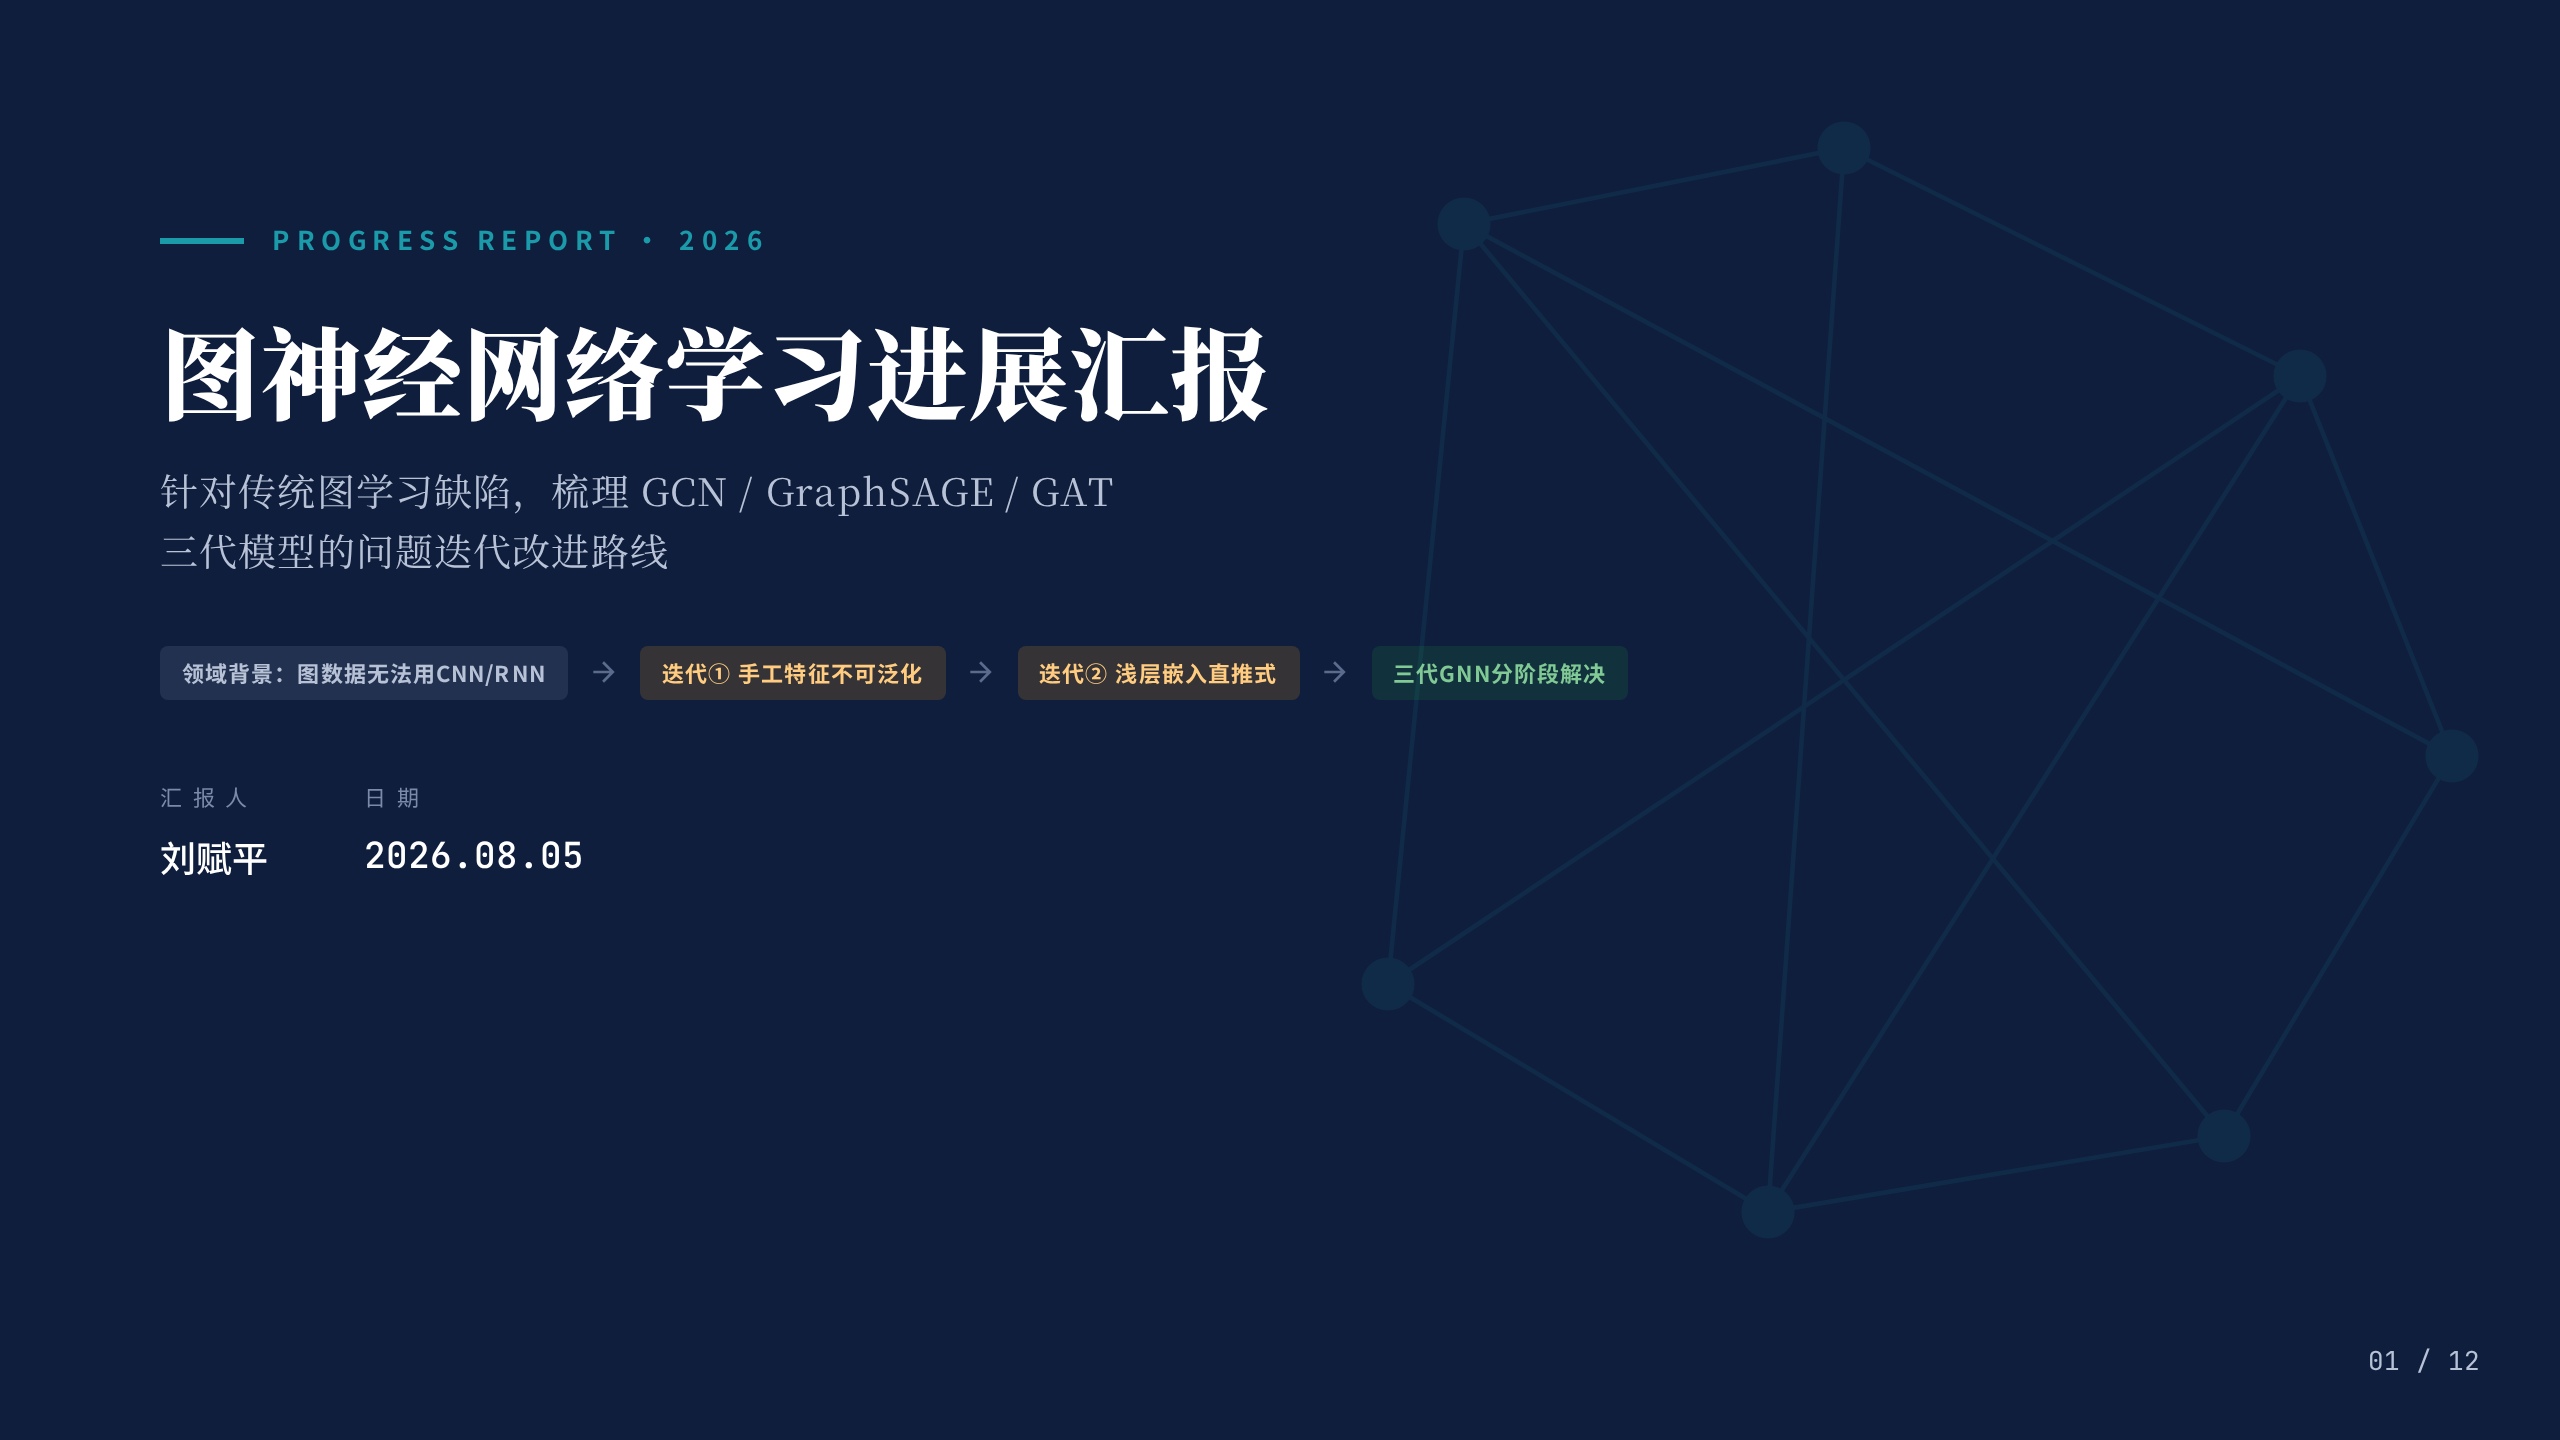 PROGRESS REPORT · 2026
图神经网络学习进展汇报
针对传统图学习缺陷，梳理 GCN / GraphSAGE / GAT
三代模型的问题迭代改进路线
领域背景：图数据无法用CNN/RNN → 迭代① 手工特征不可泛化 → 迭代② 浅层嵌入直推式 → 三代GNN分阶段解决
汇报人 日期
刘赋平 2026.08.05
01 / 12